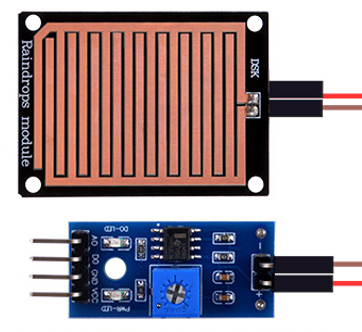 Raindrops module
DSK
DO-LED
AO
DO
GND
VCC
PWR-LED
-
+